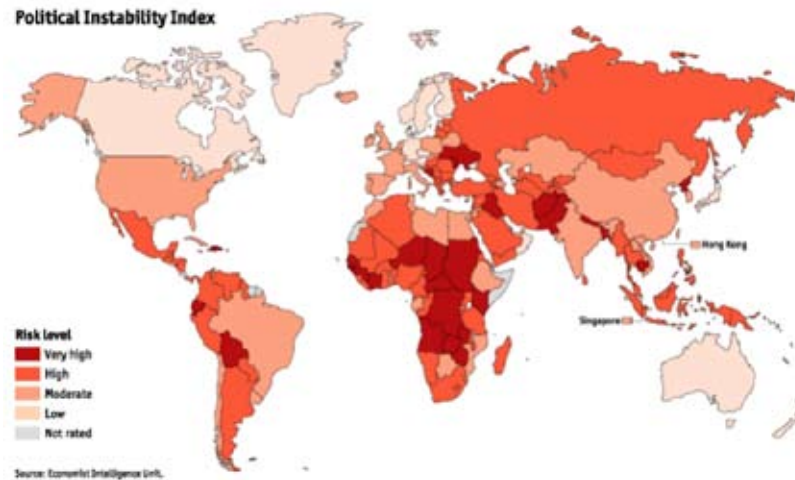 Political Instability Index
Hong Kong
Singapore
Risk level
Very high
High
Moderate
Low
Not rated
Source: Economist Intelligence Unit.